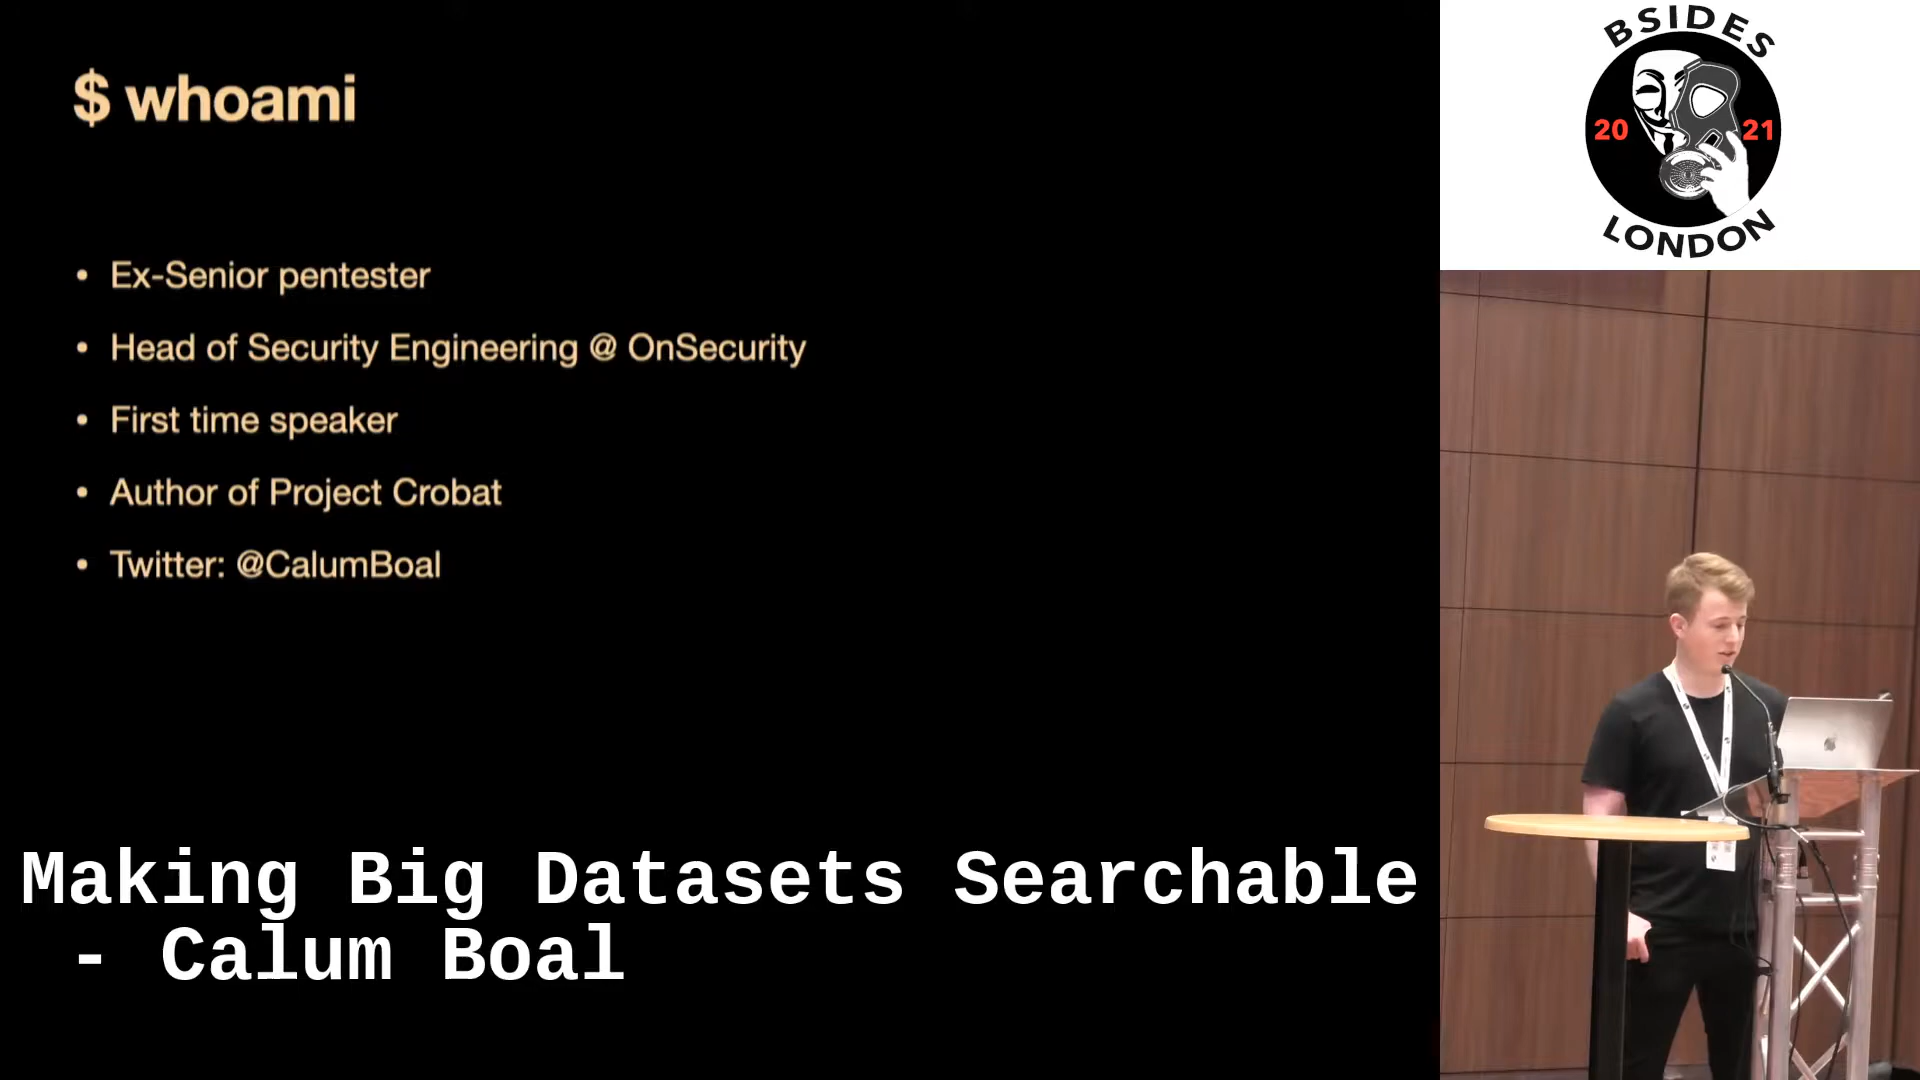 $ whoami
• Ex-Senior pentester
• Head of Security Engineering @ OnSecurity
• First time speaker
• Author of Project Crobat
• Twitter: @CalumBoal
Making Big Datasets Searchable
- Calum Boal
BSIDES
20 21
LONDON